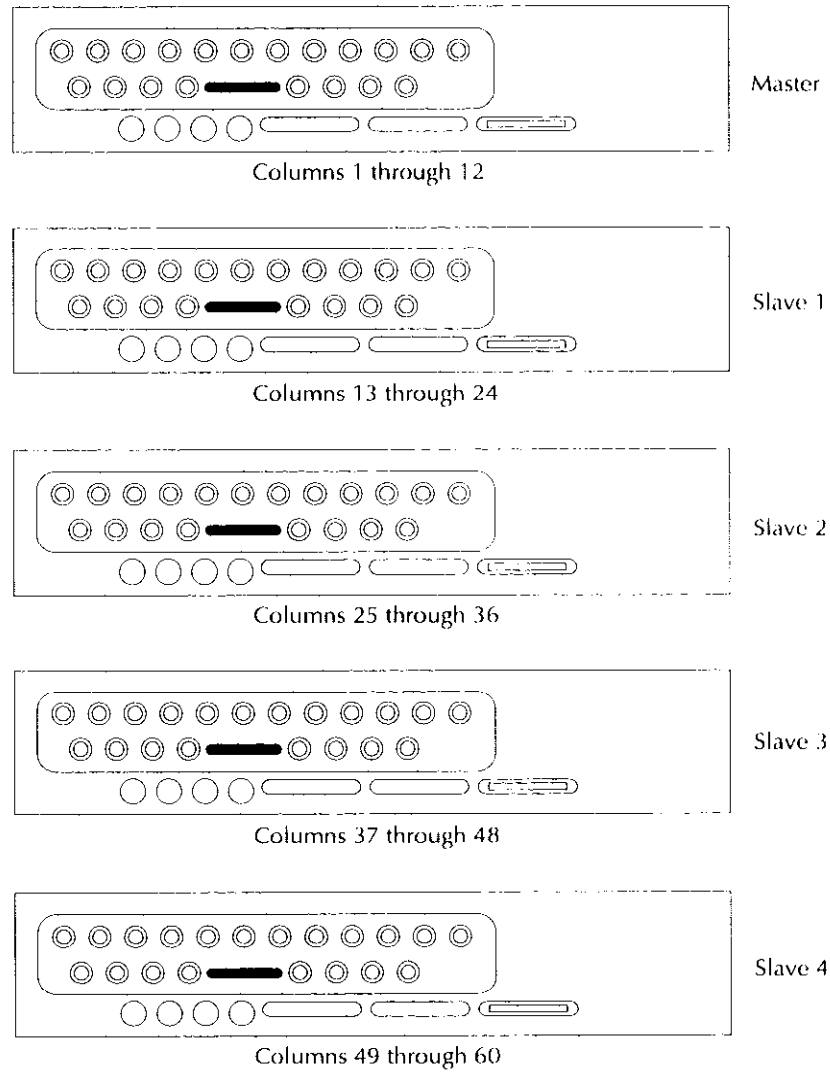 Master
Columns 1 through 12
Slave 1
Columns 13 through 24
Slave 2
Columns 25 through 36
Slave 3
Columns 37 through 48
Slave 4
Columns 49 through 60